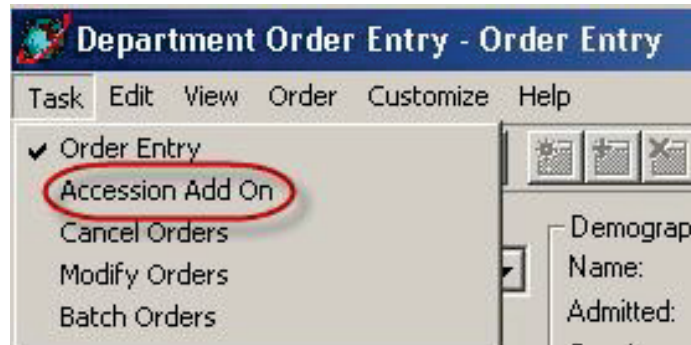 Department Order Entry - Order Entry
Task Edit View Order Customize Help
Order Entry
Accession Add On
Cancel Orders
Modify Orders
Batch Orders
Demograp
Name:
Admitted: